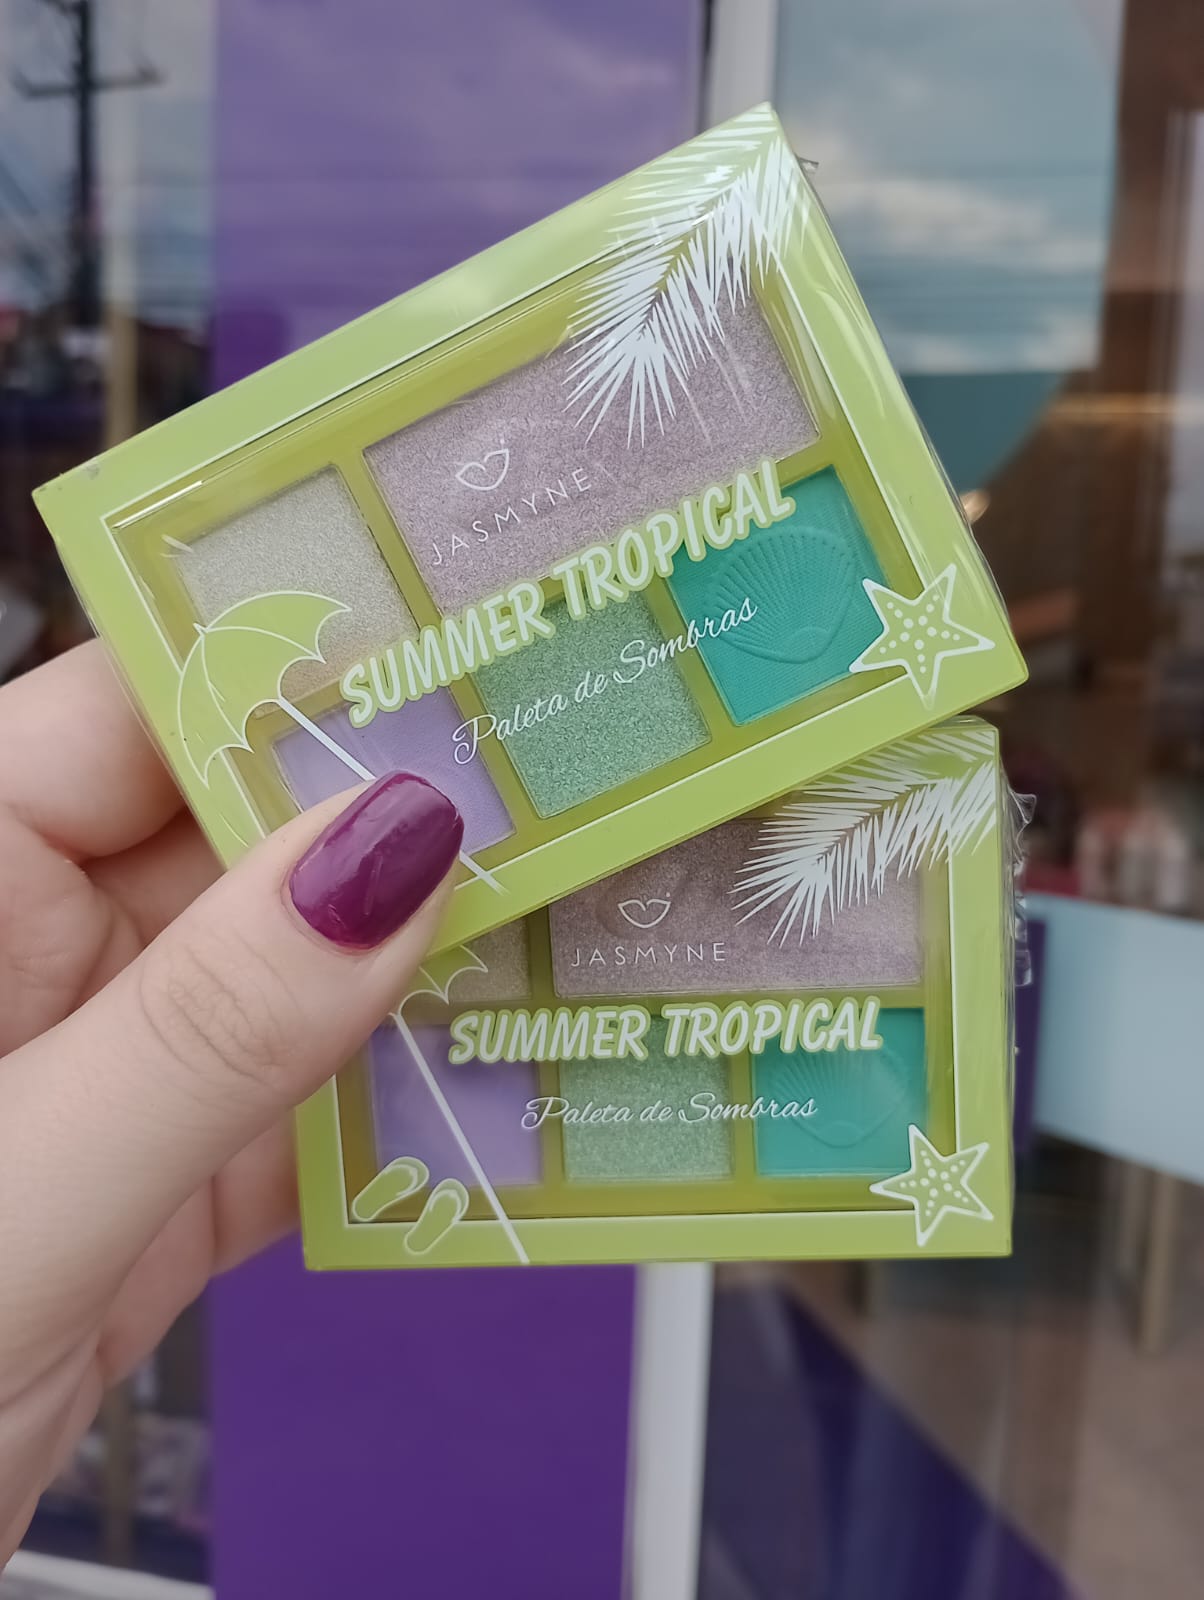 JASMYNE
SUMMER TROPICAL
Paleta de Sombras
JASMYNE
SUMMER TROPICAL
Paleta de Sombras